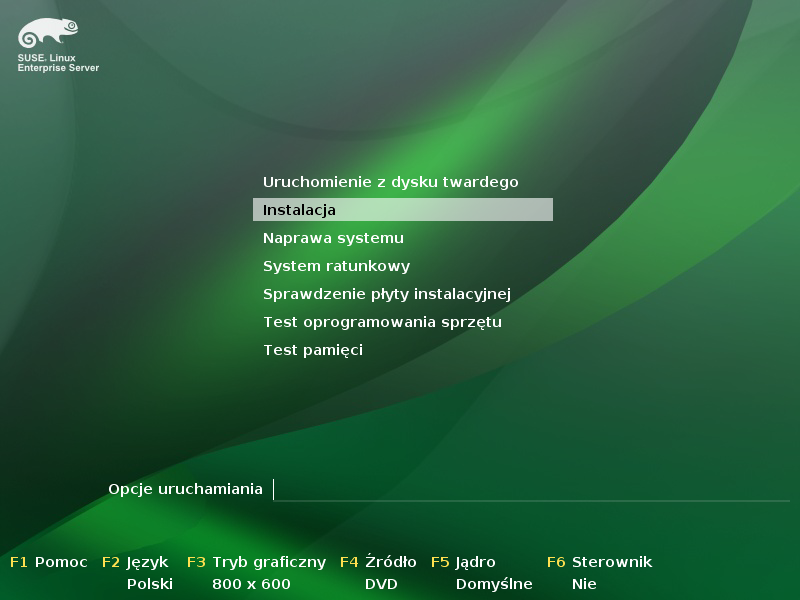 SUSE. Linux
Enterprise Server
Uruchomienie z dysku twardego
Instalacja
Naprawa systemu
System ratunkowy
Sprawdzenie płyty instalacyjnej
Test oprogramowania sprzętu
Test pamięci
Opcje uruchamiania
F1 Pomoc F2 Język F3 Tryb graficzny F4 Źródło F5 Jądro F6 Sterownik
Polski 800 x 600 DVD Domyślne Nie